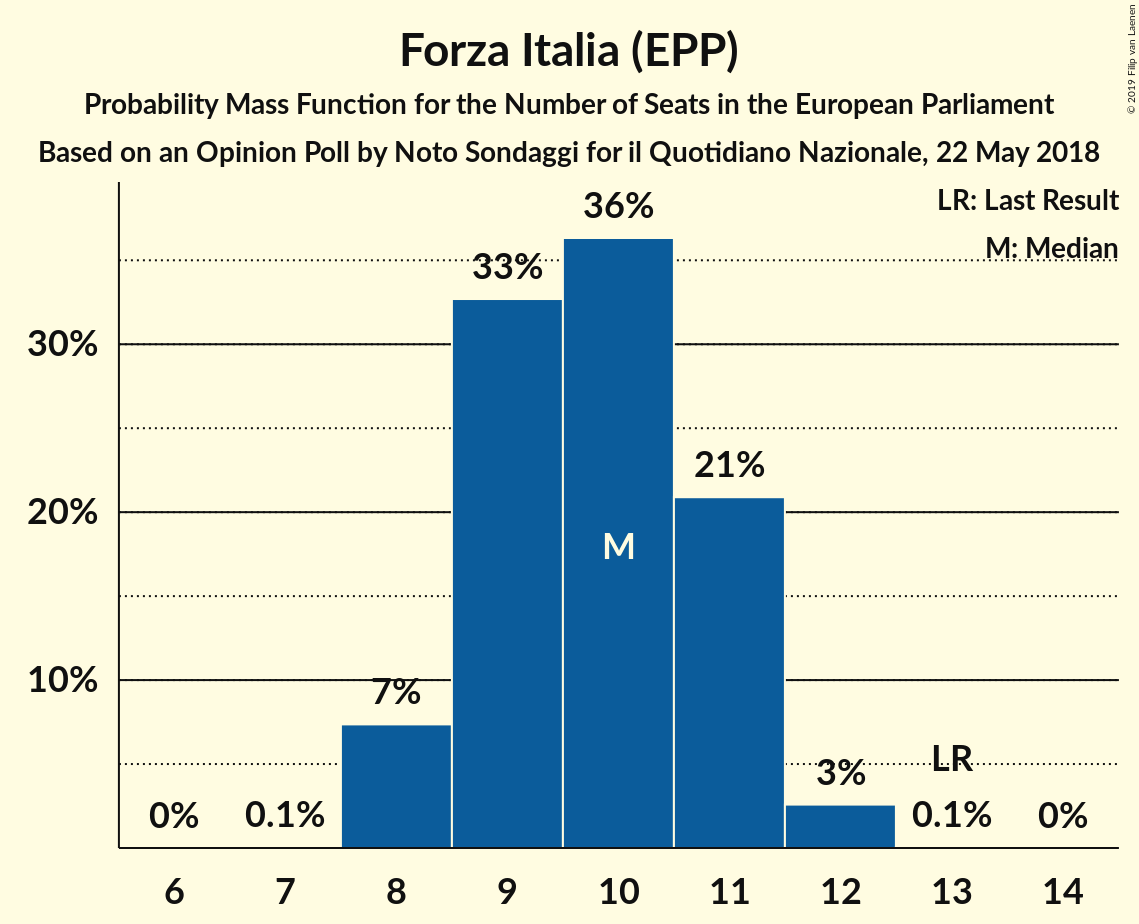 Forza Italia (EPP)
Probability Mass Function for the Number of Seats in the European Parliament
Based on an Opinion Poll by Noto Sondaggi for il Quotidiano Nazionale, 22 May 2018
© 2019 Filip van Laenen
LR: Last Result
M: Median
36%
33%
30%
21%
20%
M
10%
7%
LR
3%
0%
0.1%
0.1%
0%
6 7 8 9 10 11 12 13 14